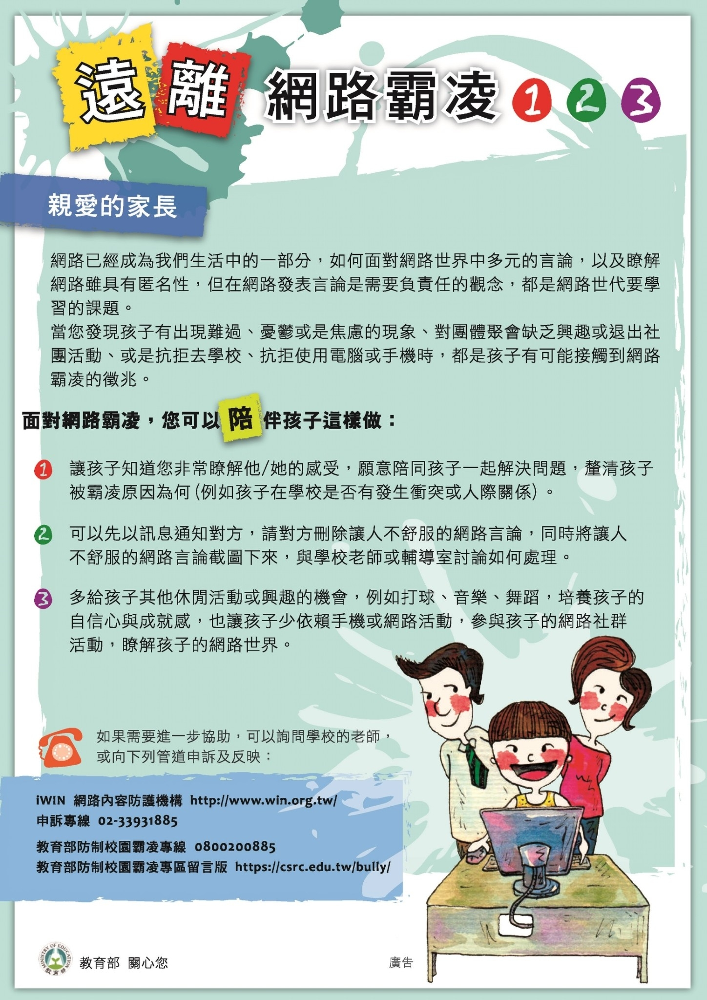 遠離 網路霸凌 1 2 3
親愛的家長
網路已經成為我們生活中的一部分，如何面對網路世界中多元的言論，以及瞭解
網路雖具有匿名性，但在網路發表言論是需要負責任的觀念，都是網路世代要學
習的課題。
當您發現孩子有出現難過、憂鬱或是焦慮的現象、對團體聚會缺乏興趣或退出社
團活動、或是抗拒去學校、抗拒使用電腦或手機時，都是孩子有可能接觸到網路
霸凌的徵兆。
面對網路霸凌，您可以陪伴孩子這樣做：
1 讓孩子知道您非常瞭解他/她的感受，願意陪同孩子一起解決問題，釐清孩子
被霸凌原因為何(例如孩子在學校是否有發生衝突或人際關係)。
2 可以先以訊息通知對方，請對方刪除讓人不舒服的網路言論，同時將讓人
不舒服的網路言論截圖下來，與學校老師或輔導室討論如何處理。
3 多給孩子其他休閒活動或興趣的機會，例如打球、音樂、舞蹈，培養孩子的
自信心與成就感，也讓孩子少依賴手機或網路活動，參與孩子的網路社群
活動，瞭解孩子的網路世界。
如果需要進一步協助，可以詢問學校的老師，
或向下列管道申訴及反映：
iWIN 網路內容防護機構 http://www.win.org.tw/
申訴專線 02-33931885
教育部防制校園霸凌專線 0800200885
教育部防制校園霸凌專區留言版 https://csrc.edu.tw/bully/
MINISTRY OF EDUCATION
教育部
教育部 關心您
廣告